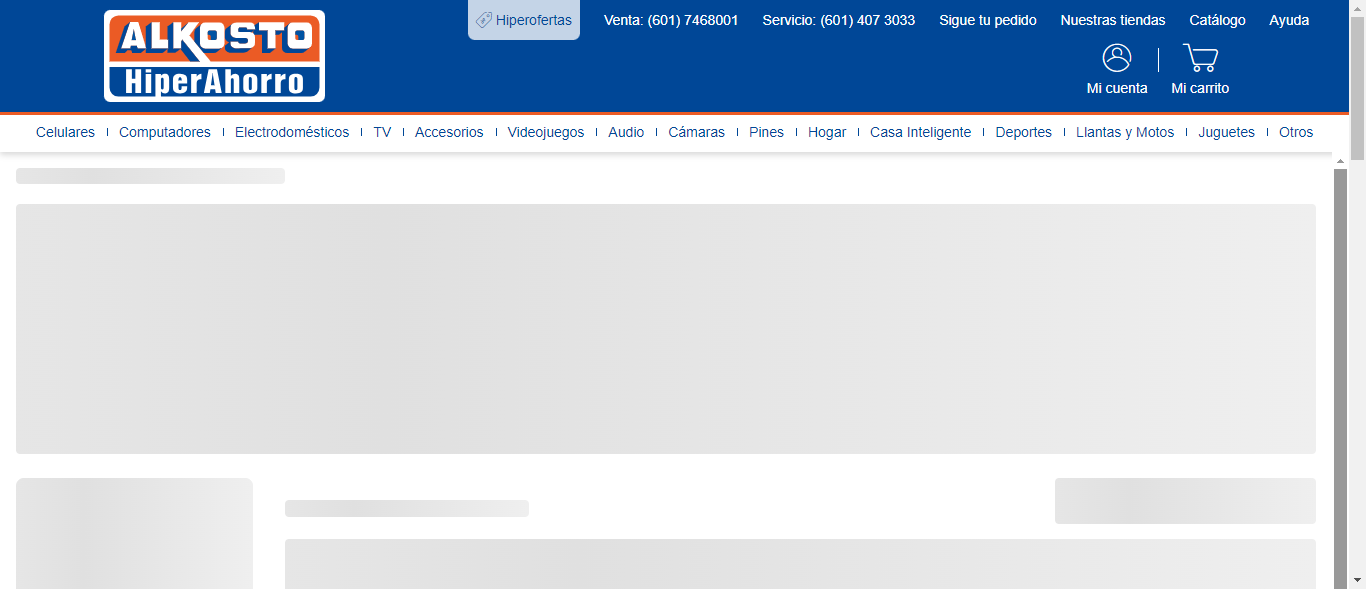 ALKOSTO
HiperAhorro
Hiperofertas Venta: (601) 7468001 Servicio: (601) 407 3033 Sigue tu pedido Nuestras tiendas Catálogo Ayuda
Mi cuenta Mi carrito
Celulares Computadores Electrodomésticos TV Accesorios Videojuegos Audio Cámaras Pines Hogar Casa Inteligente Deportes Llantas y Motos Juguetes Otros